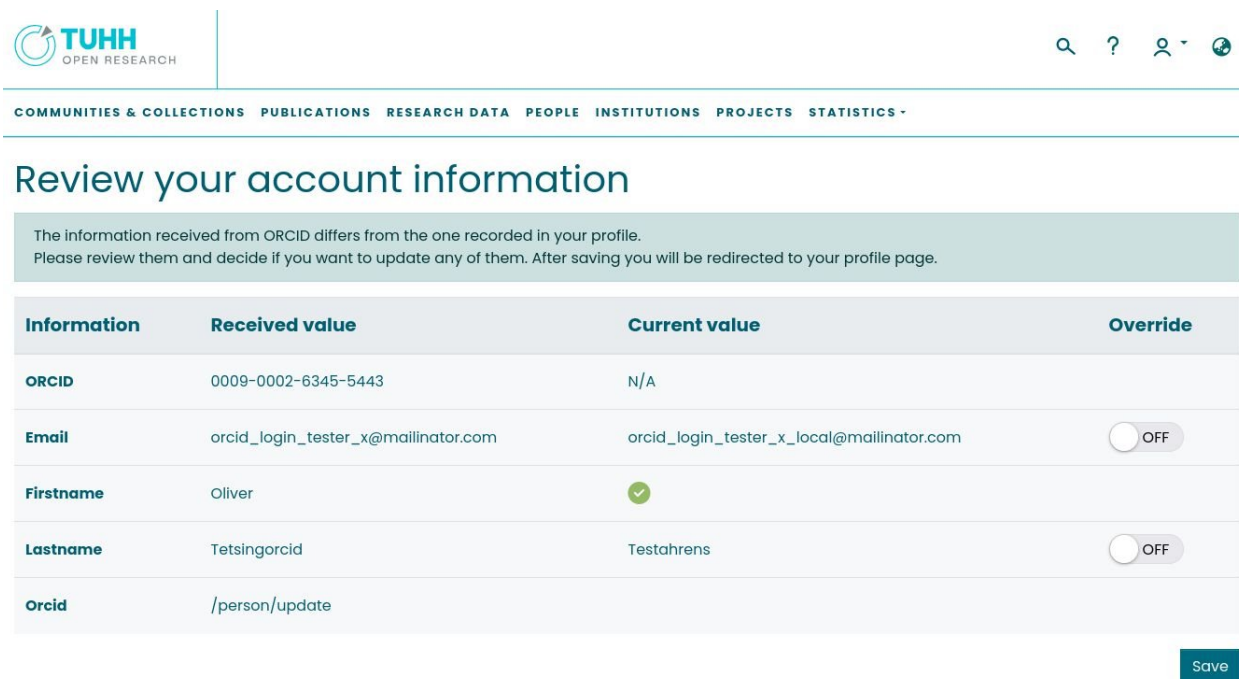 TUHH
OPEN RESEARCH
?
COMMUNITIES & COLLECTIONS PUBLICATIONS RESEARCH DATA PEOPLE INSTITUTIONS PROJECTS STATISTICS
Review your account information
The information received from ORCID differs from the one recorded in your profile.
Please review them and decide if you want to update any of them. After saving you will be redirected to your profile page.
Information Received value Current value Override
ORCID 0009-0002-6345-5443 N/A
Email orcid_login_tester_x@mailinator.com orcid_login_tester_x_local@mailinator.com OFF
Firstname Oliver
Lastname Tetsingorcid Testahrens OFF
Orcid /person/update
Save